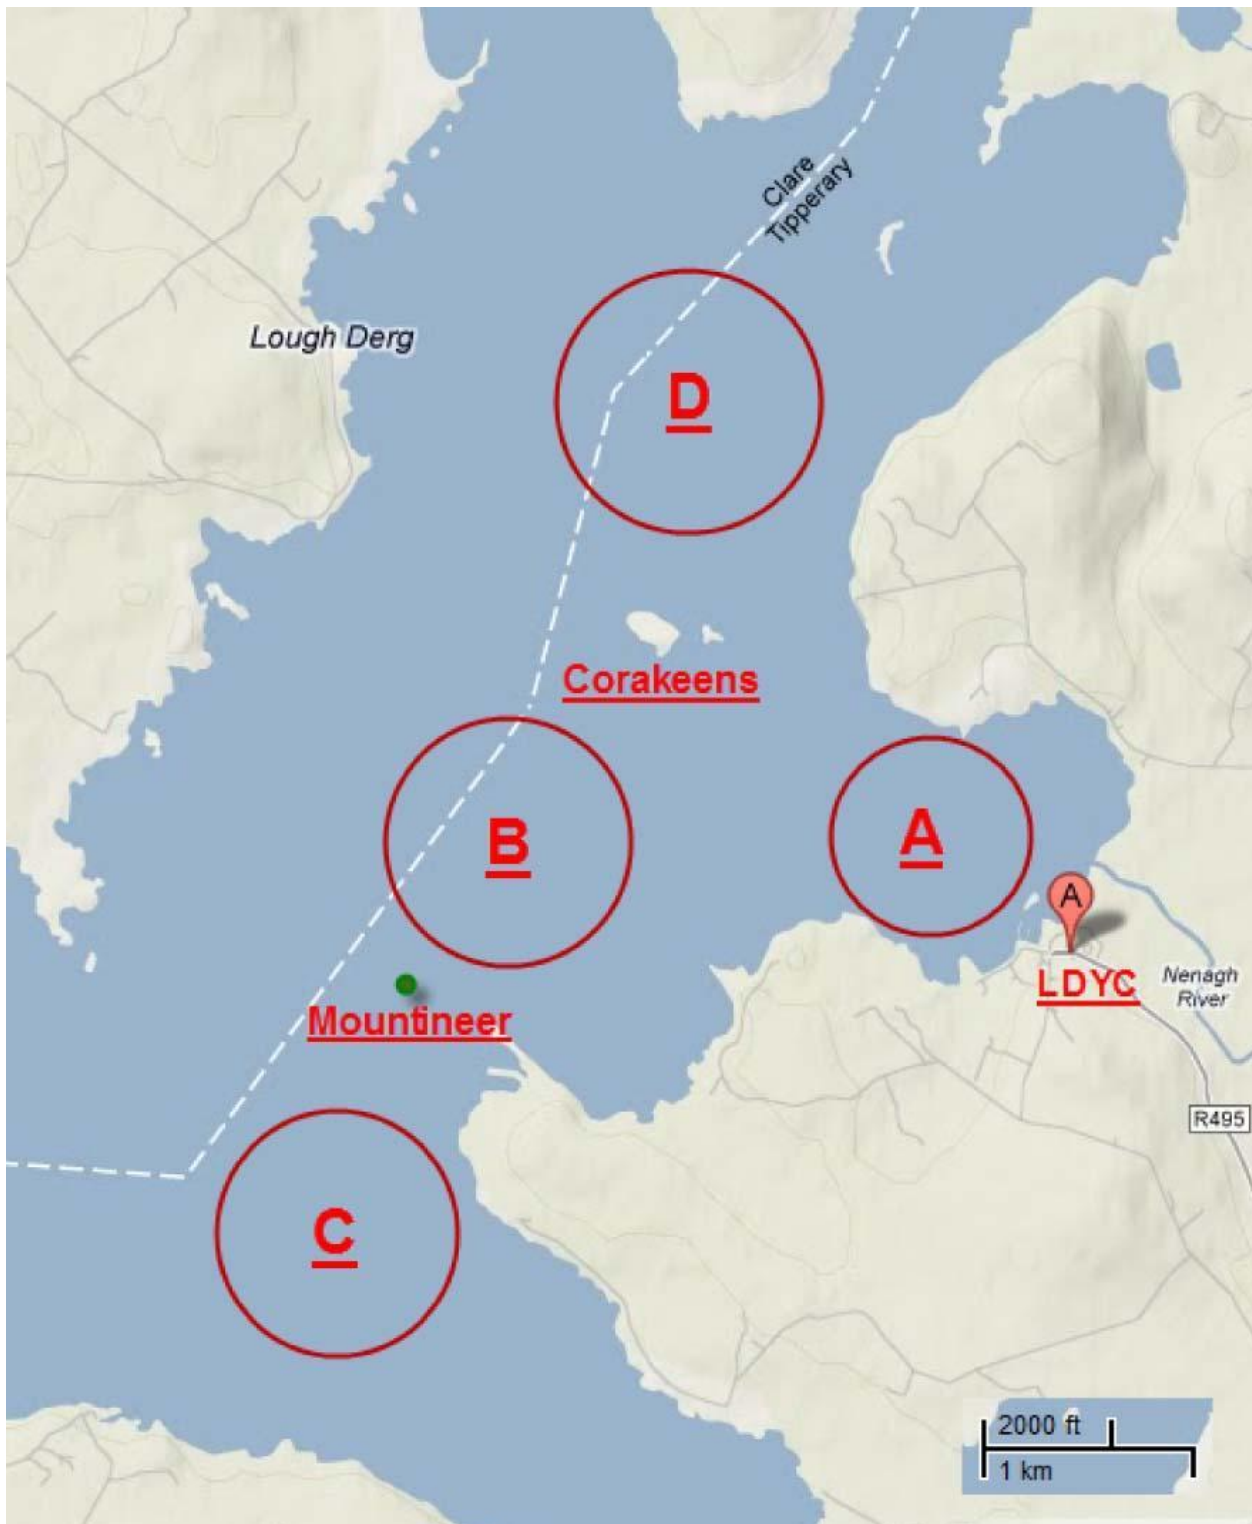 Clare
Tipperary
Lough Derg
D
Corakeens
B
A
A
LDYC
Nenagh
River
Mountineer
R495
C
2000 ft
1 km